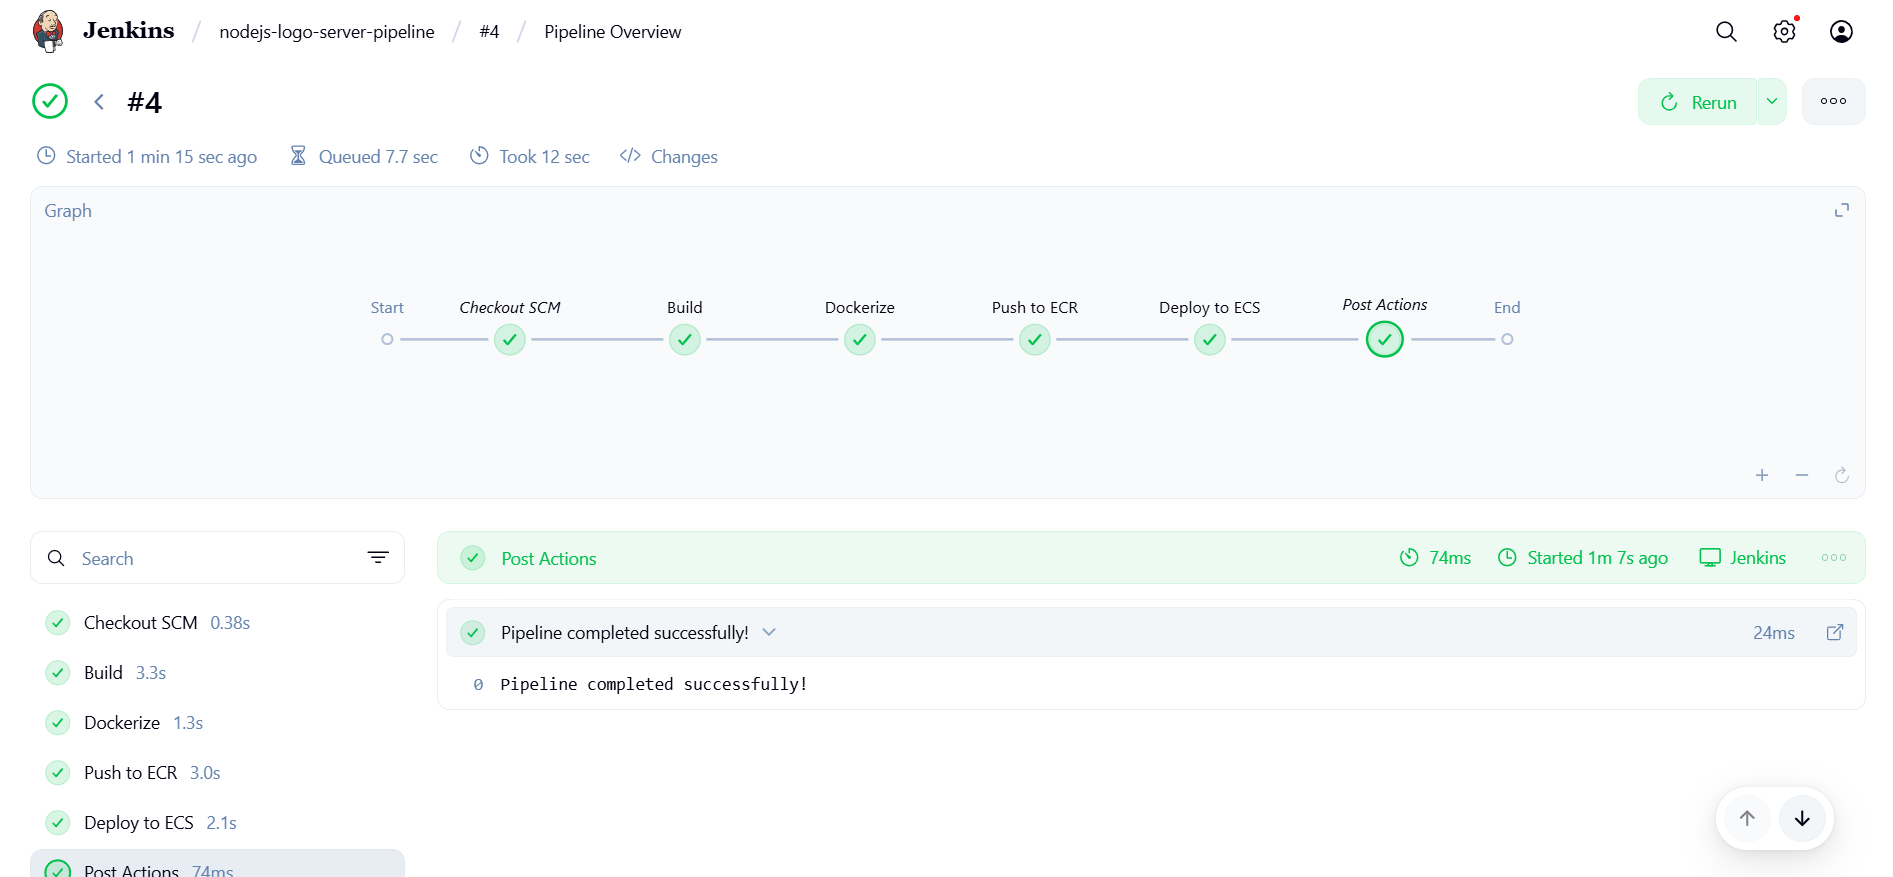 Jenkins / nodejs-logo-server-pipeline / #4 / Pipeline Overview
#4
Rerun
Started 1 min 15 sec ago Queued 7.7 sec Took 12 sec Changes
Graph
Start Checkout SCM Build Dockerize Push to ECR Deploy to ECS Post Actions End
Search
Checkout SCM 0.38s
Build 3.3s
Dockerize 1.3s
Push to ECR 3.0s
Deploy to ECS 2.1s
Post Actions 74ms
Post Actions 74ms Started 1m 7s ago Jenkins
Pipeline completed successfully! 24ms
0 Pipeline completed successfully!